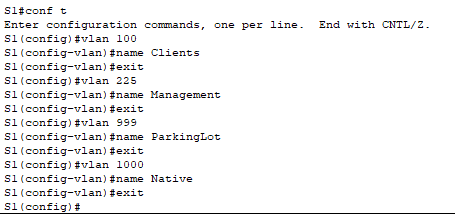 S1#conf t
Enter configuration commands, one per line.  End with CNTL/Z.
S1(config)#vlan 100
S1(config-vlan)#name Clients
S1(config-vlan)#exit
S1(config)#vlan 225
S1(config-vlan)#name Management
S1(config-vlan)#exit
S1(config)#vlan 999
S1(config-vlan)#name ParkingLot
S1(config-vlan)#exit
S1(config)#vlan 1000
S1(config-vlan)#name Native
S1(config-vlan)#exit
S1(config)#